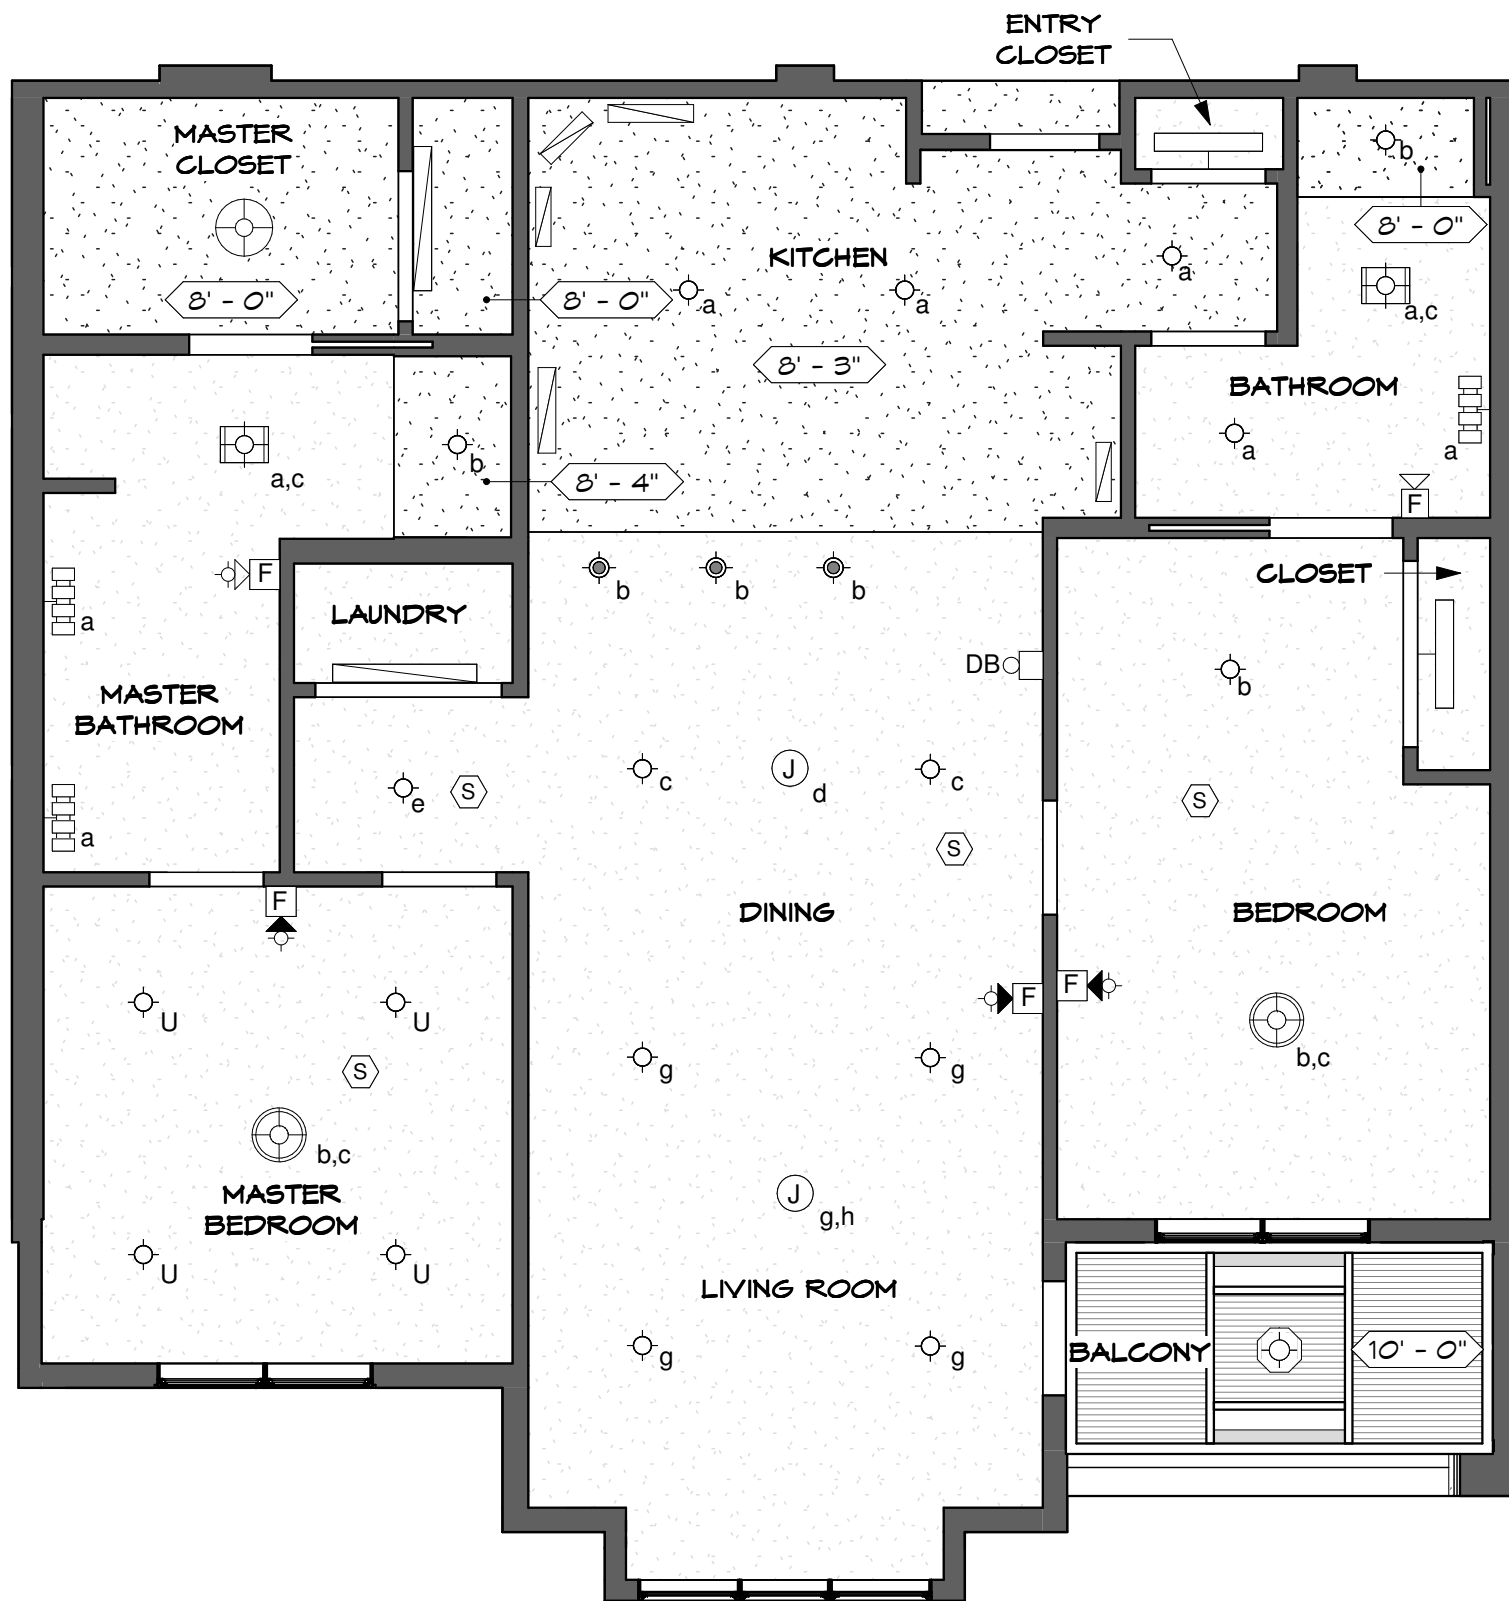 ENTRY
CLOSET
MASTER
CLOSET
b
8' - 0"
KITCHEN
a
8' - 0"
8' - 0"
a
a
a,c
8' - 3"
BATHROOM
a
a
b
a,c
8' - 4"
F
F
CLOSET
b
b
b
LAUNDRY
a
DB
b
MASTER
BATHROOM
J
c
d
c
e
S
S
a
S
F
DINING
BEDROOM
F
F
U
U
g
g
b,c
S
b,c
MASTER
BEDROOM
J
g,h
U
U
LIVING ROOM
g
g
BALCONY
10' - 0"